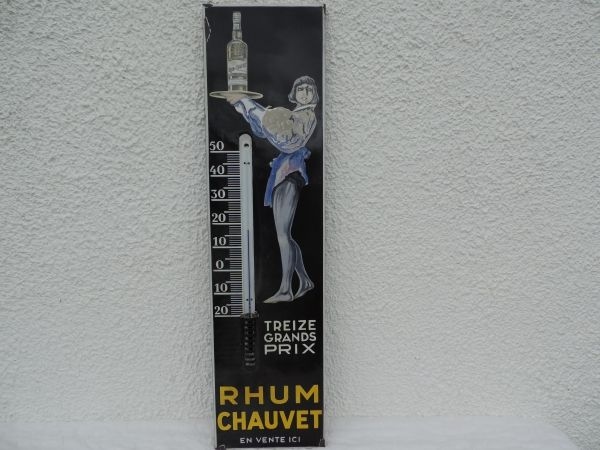 50
40
30
20
10
0
10
20
TREIZE
GRANDS
PRIX
RHUM
CHAUVET
EN VENTE ICI